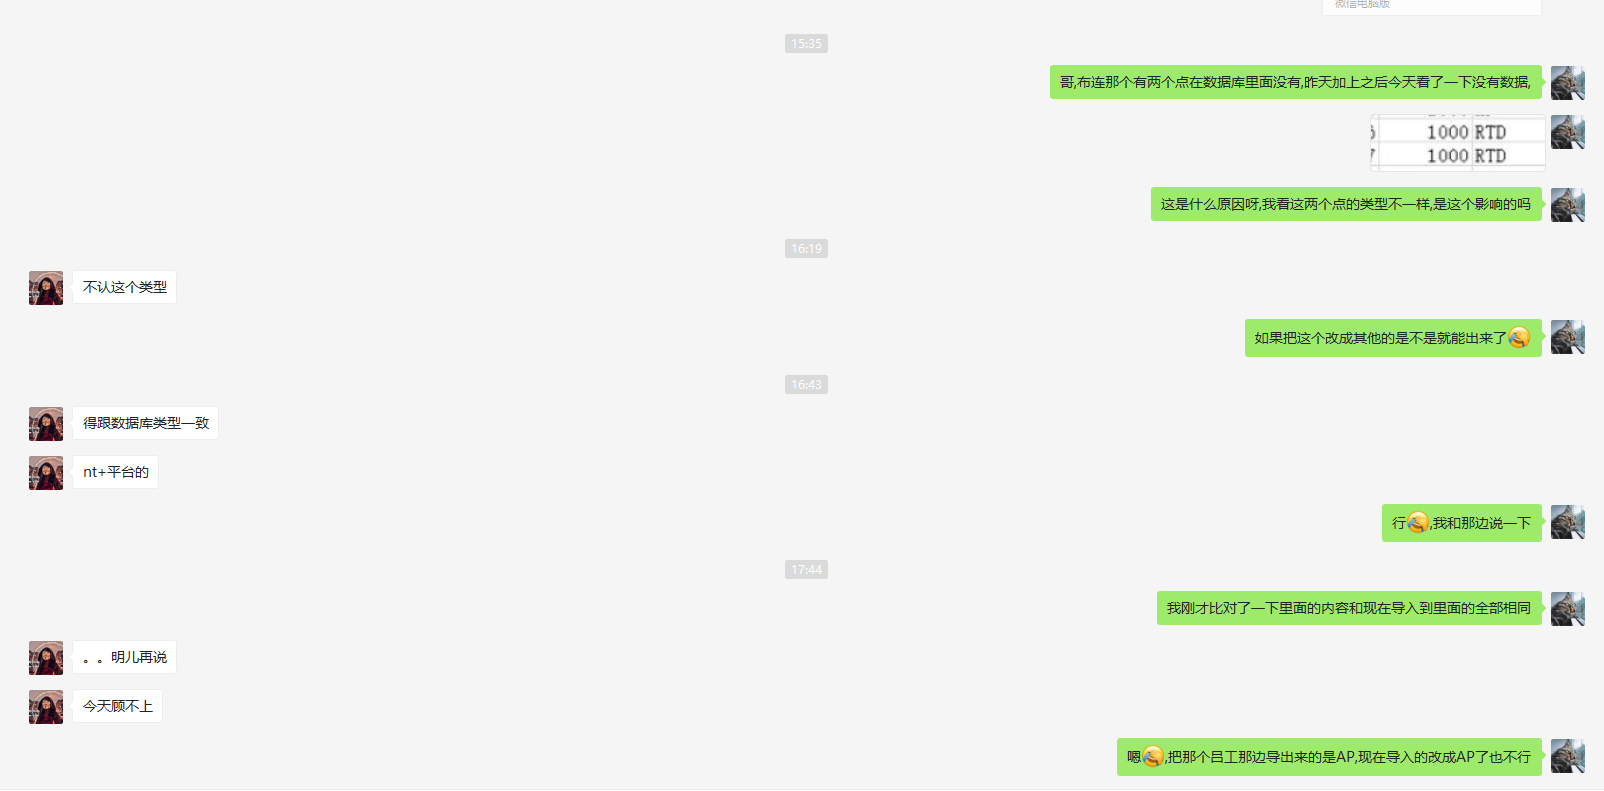 微信电脑版
15:35
哥,布连那个有两个点在数据库里面没有,昨天加上之后今天看了一下没有数据,
6 1000 RTD
7 1000 RTD
这是什么原因呀,我看这两个点的类型不一样,是这个影响的吗
16:19
不认这个类型
如果把这个改成其他的是不是就能出来了
16:43
得跟数据库类型一致
nt+平台的
行,我和那边说一下
17:44
我刚才比对了一下里面的内容和现在导入到里面的全部相同
。。明儿再说
今天顾不上
嗯,把那个吕工那边导出来的是AP,现在导入的改成AP了也不行